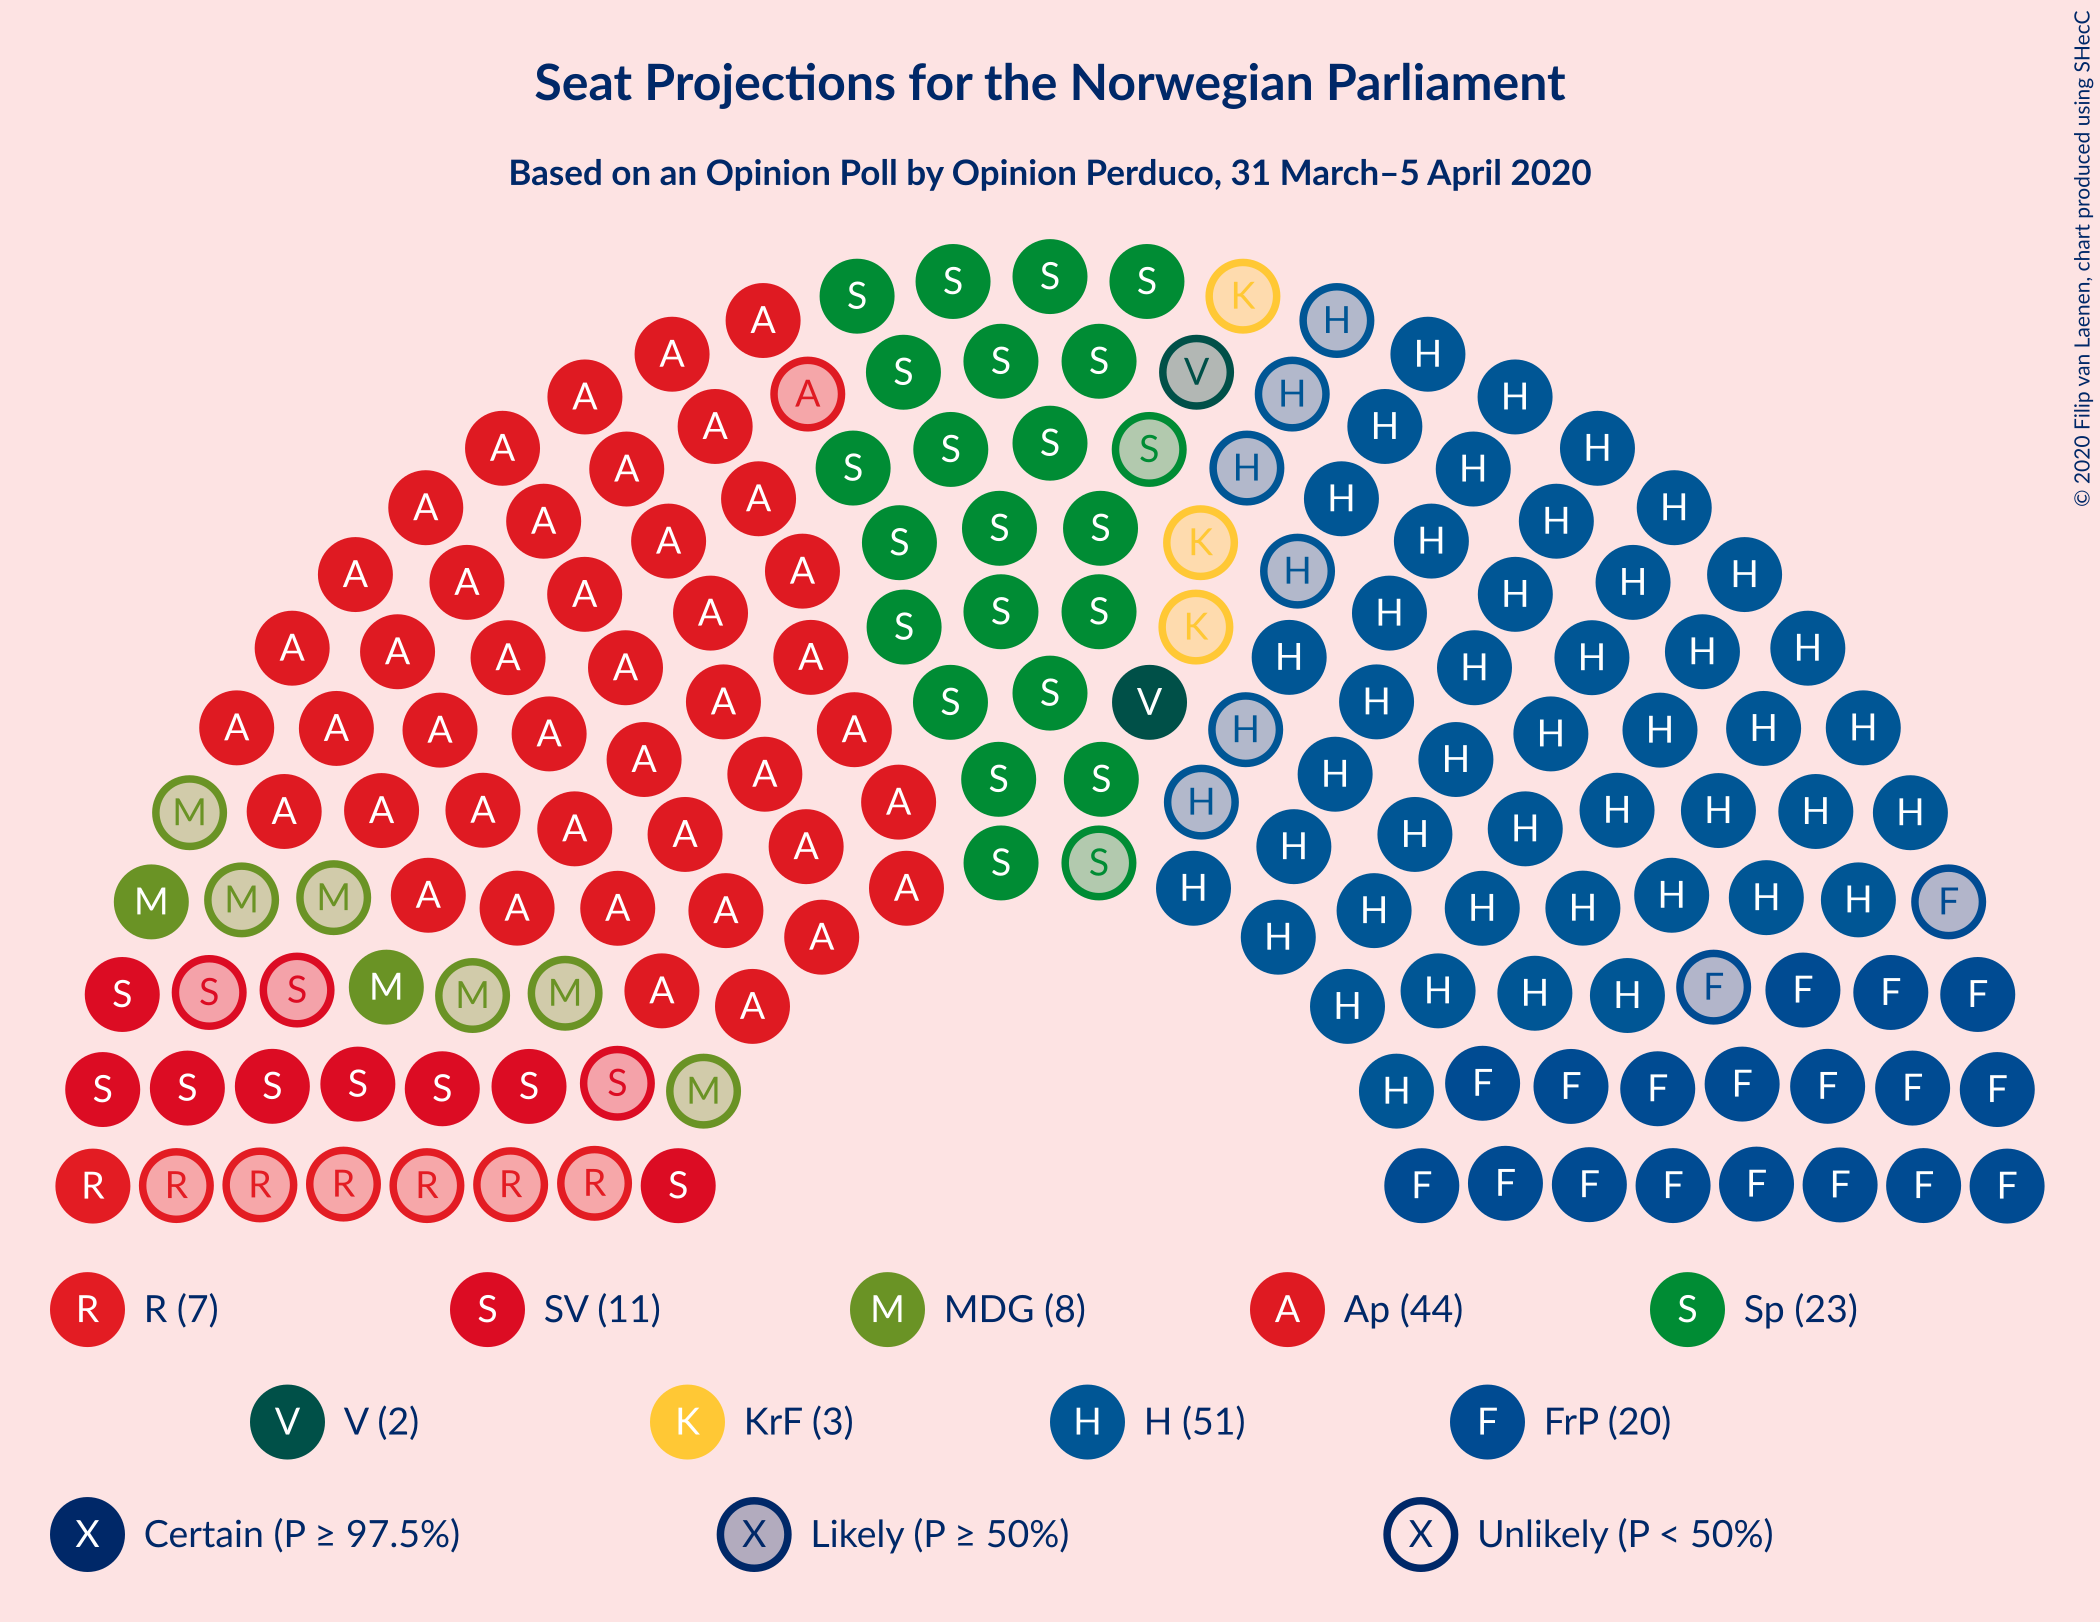 Seat Projections for the Norwegian Parliament
Based on an Opinion Poll by Opinion Perduco, 31 March–5 April 2020
© 2020 Filip van Laenen, chart produced using SHecC
S S S S K
A H
A S S S V H
A A H H
A A S S S S H H H
A A H H
A A A S S S K H H H H
A A A H H H
A A A S S S K H H H H
A A A A S S V H H H H
A A A A A A H H H H H H
A A A A A S S H H H H H
M A A A A A A H H H H H H
M M M A A A A A S S H H H H H H H F
A H
S S S M M M A A H H H H F F F F
S S S S S S S M H F F F F F F F
R R R R R R R S F F F F F F F F
R R (7) S SV (11) M MDG (8) A Ap (44) S Sp (23)
V V (2) K KrF (3) H H (51) F FrP (20)
X Certain (P ≥ 97.5%) X Likely (P ≥ 50%) X Unlikely (P < 50%)